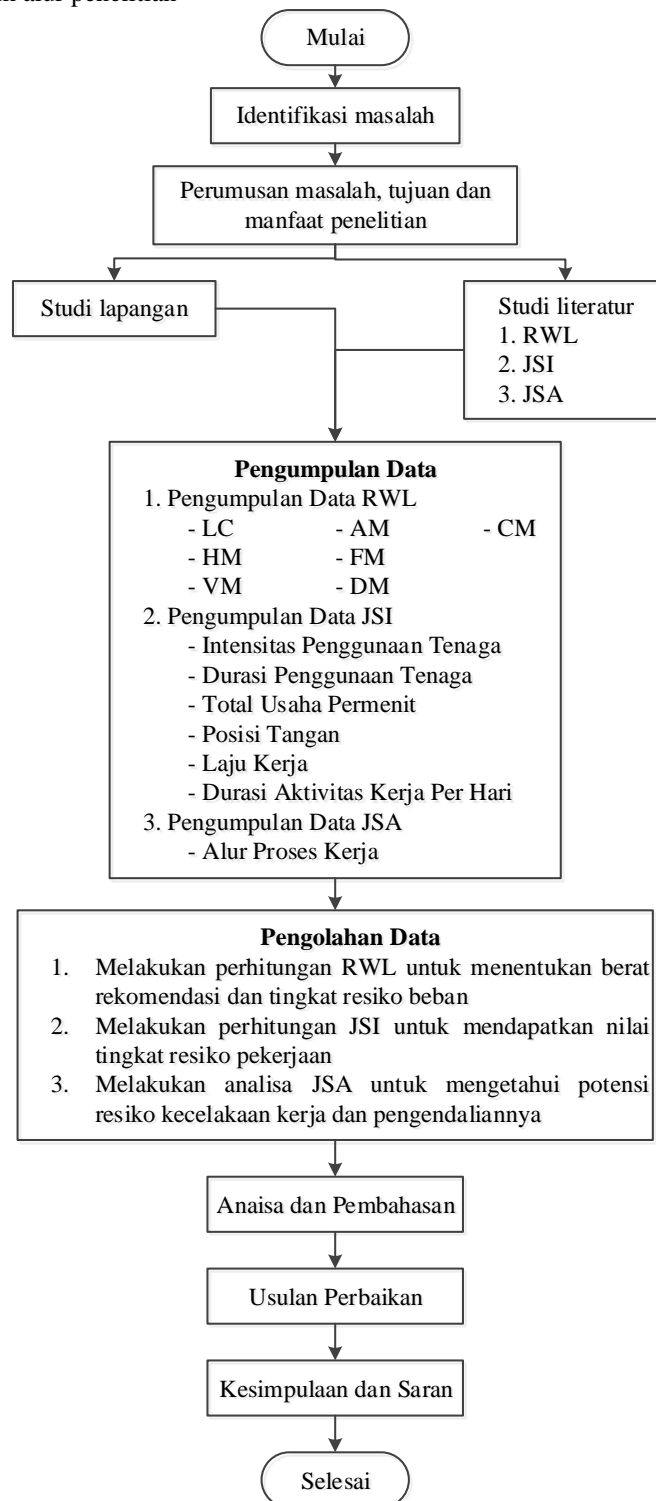 alur penelitian
Mulai
Identifikasi masalah
Perumusan masalah, tujuan dan
manfaat penelitian
Studi lapangan
Studi literatur
1. RWL
2. JSI
3. JSA
Pengumpulan Data
1. Pengumpulan Data RWL
- LC - AM - CM
- HM - FM
- VM - DM
2. Pengumpulan Data JSI
- Intensitas Penggunaan Tenaga
- Durasi Penggunaan Tenaga
- Total Usaha Permenit
- Posisi Tangan
- Laju Kerja
- Durasi Aktivitas Kerja Per Hari
3. Pengumpulan Data JSA
- Alur Proses Kerja
Pengolahan Data
1. Melakukan perhitungan RWL untuk menentukan berat
rekomendasi dan tingkat resiko beban
2. Melakukan perhitungan JSI untuk mendapatkan nilai
tingkat resiko pekerjaan
3. Melakukan analisa JSA untuk mengetahui potensi
resiko kecelakaan kerja dan pengendaliannya
Anaisa dan Pembahasan
Usulan Perbaikan
Kesimpulaan dan Saran
Selesai